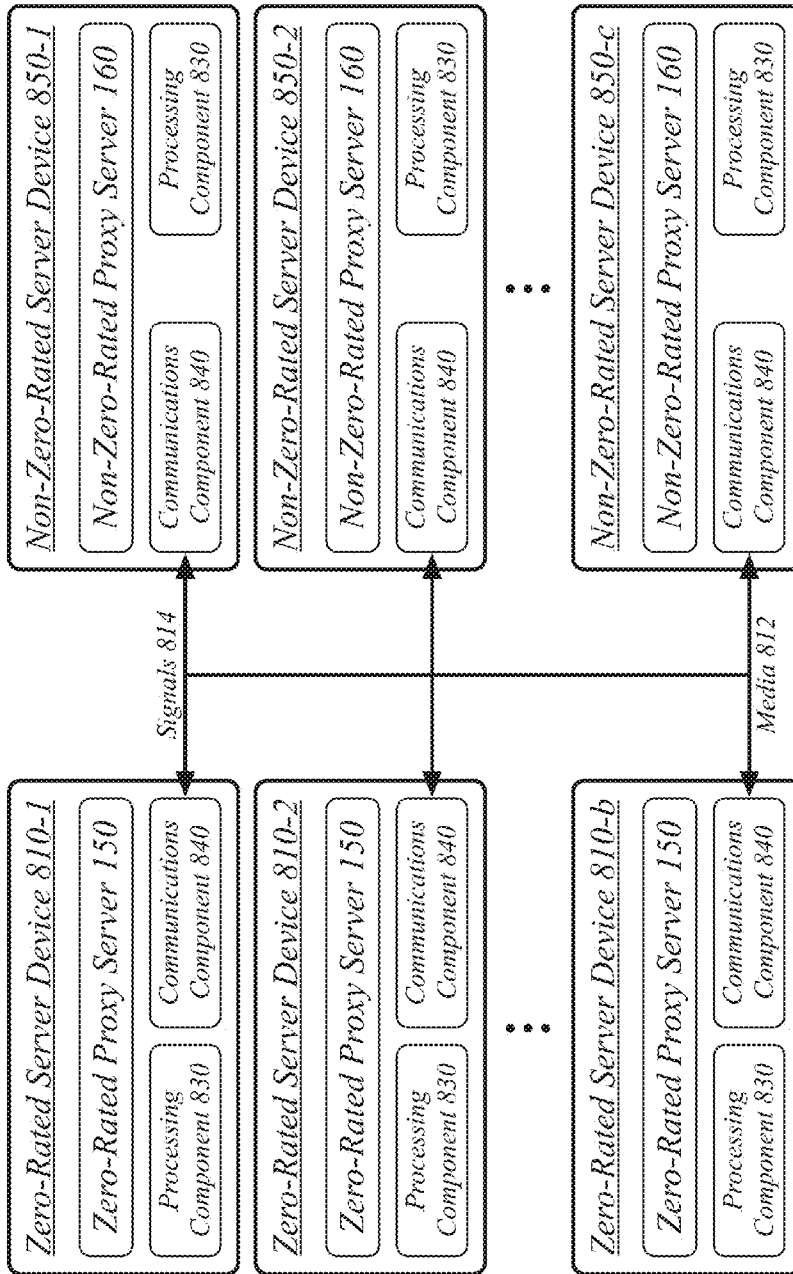 Zero-Rated Server Device 810-1
Zero-Rated Proxy Server 150
Processing
Component 830
Communications
Component 840
Zero-Rated Server Device 810-2
Zero-Rated Proxy Server 150
Processing
Component 830
Communications
Component 840
Zero-Rated Server Device 810-b
Zero-Rated Proxy Server 150
Processing
Component 830
Communications
Component 840
Signals 814
Media 812
Non-Zero-Rated Server Device 850-1
Non-Zero-Rated Proxy Server 160
Communications
Component 840
Processing
Component 830
Non-Zero-Rated Server Device 850-2
Non-Zero-Rated Proxy Server 160
Communications
Component 840
Processing
Component 830
Non-Zero-Rated Server Device 850-c
Non-Zero-Rated Proxy Server 160
Communications
Component 840
Processing
Component 830